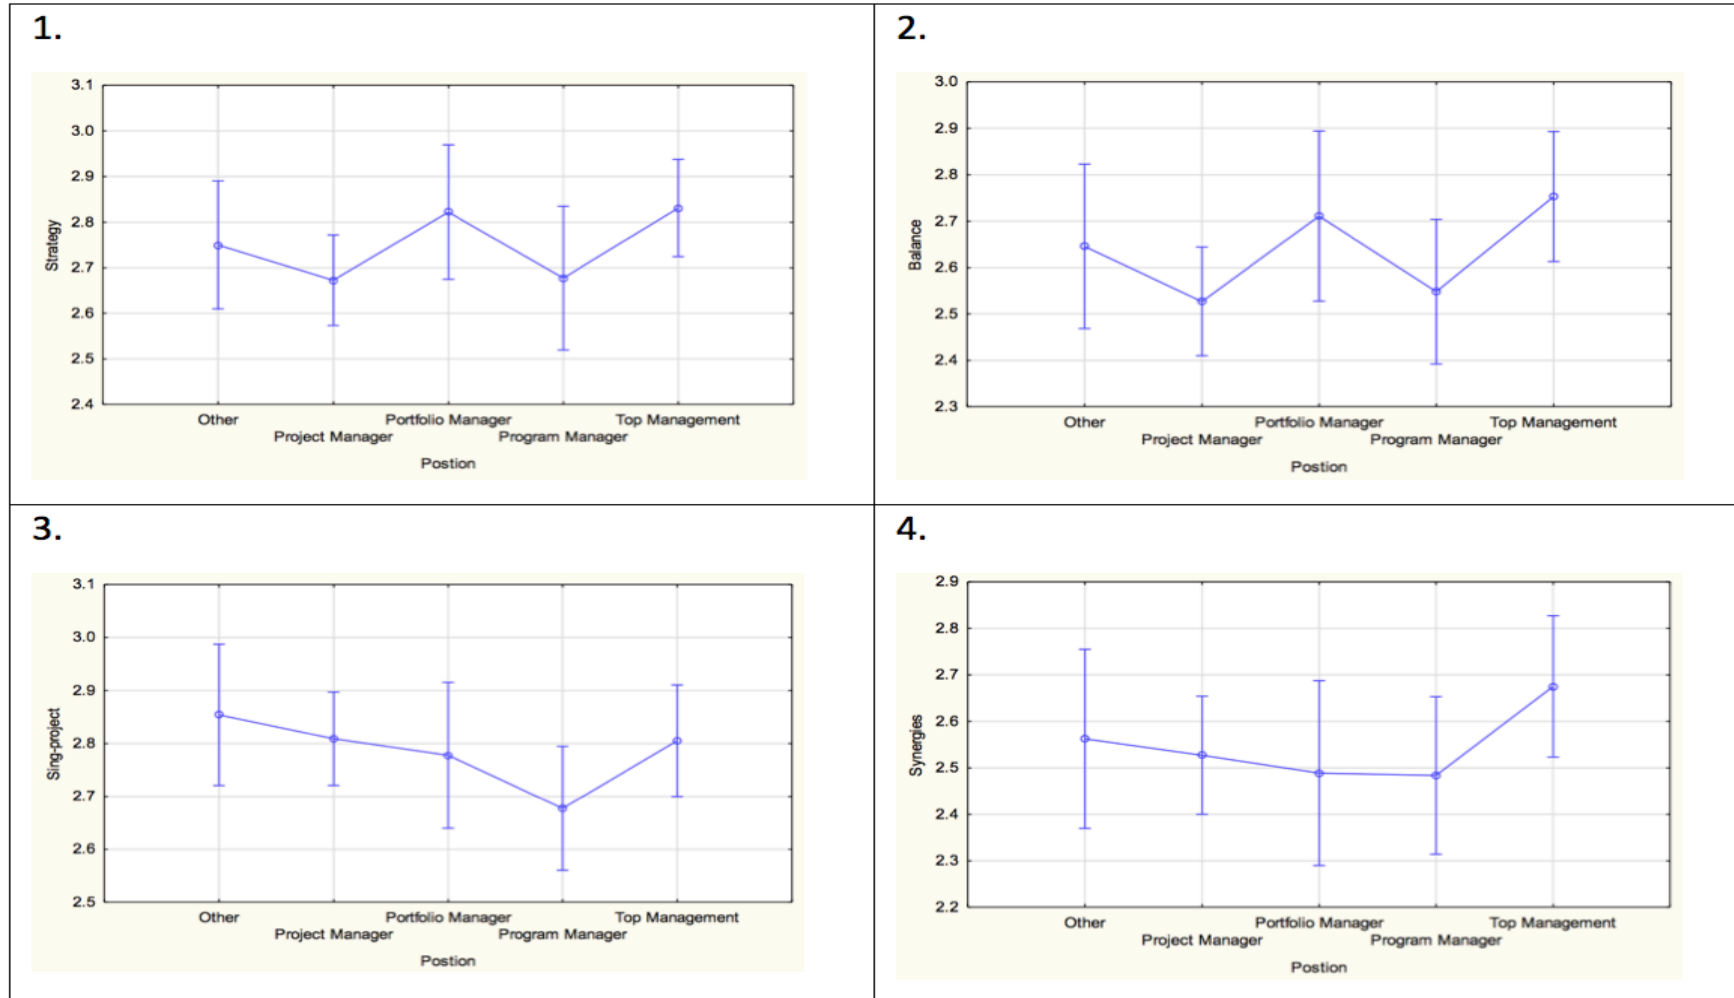 1.
3.1
3.0
2.9
2.8
2.7
2.6
2.5
2.4
Strategy
Other
Portfolio Manager
Top Management
Project Manager
Program Manager
Postion
2.
3.0
2.9
2.8
2.7
2.6
2.5
2.4
2.3
Balance
Other
Portfolio Manager
Top Management
Project Manager
Program Manager
Postion
3.
3.1
3.0
2.9
2.8
2.7
2.6
2.5
Sing-project
Other
Portfolio Manager
Top Management
Project Manager
Program Manager
Postion
4.
2.9
2.8
2.7
2.6
2.5
2.4
2.3
2.2
Synergies
Other
Portfolio Manager
Top Management
Project Manager
Program Manager
Postion